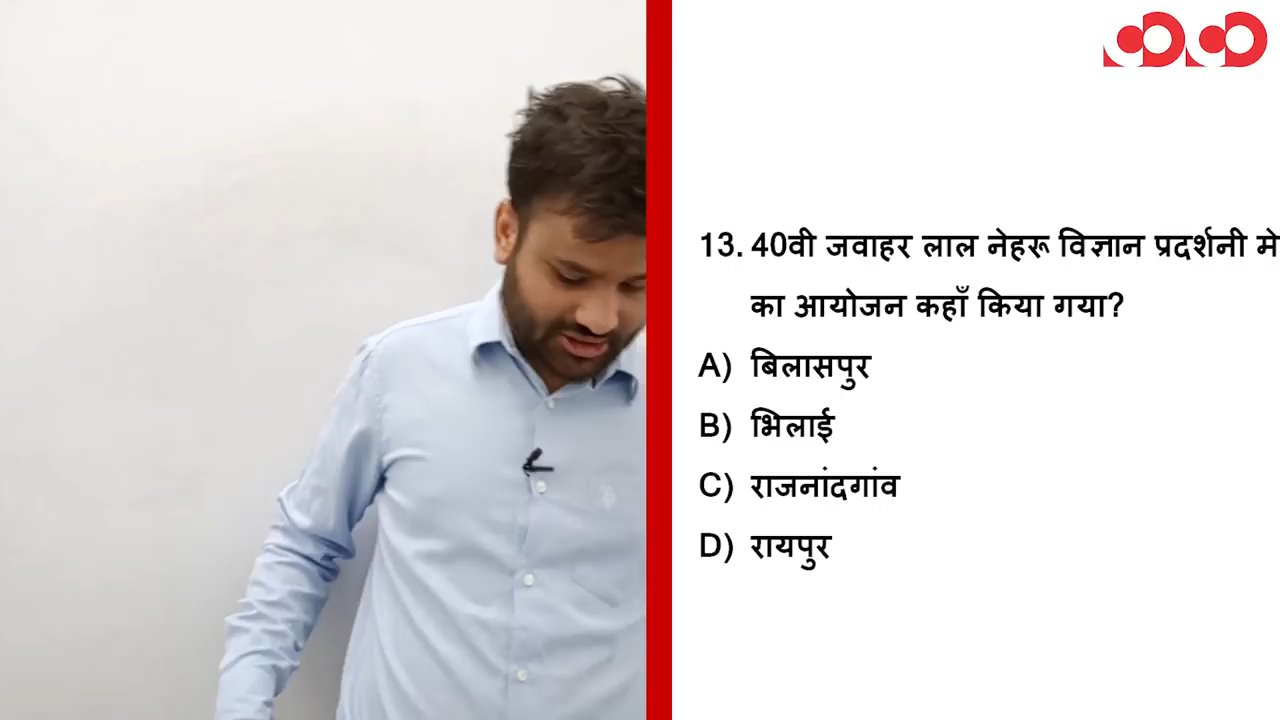 13. 40वी जवाहर लाल नेहरू विज्ञान प्रदर्शनी मे
का आयोजन कहाँ किया गया?
A) बिलासपुर
B) भिलाई
C) राजनांदगांव
D) रायपुर